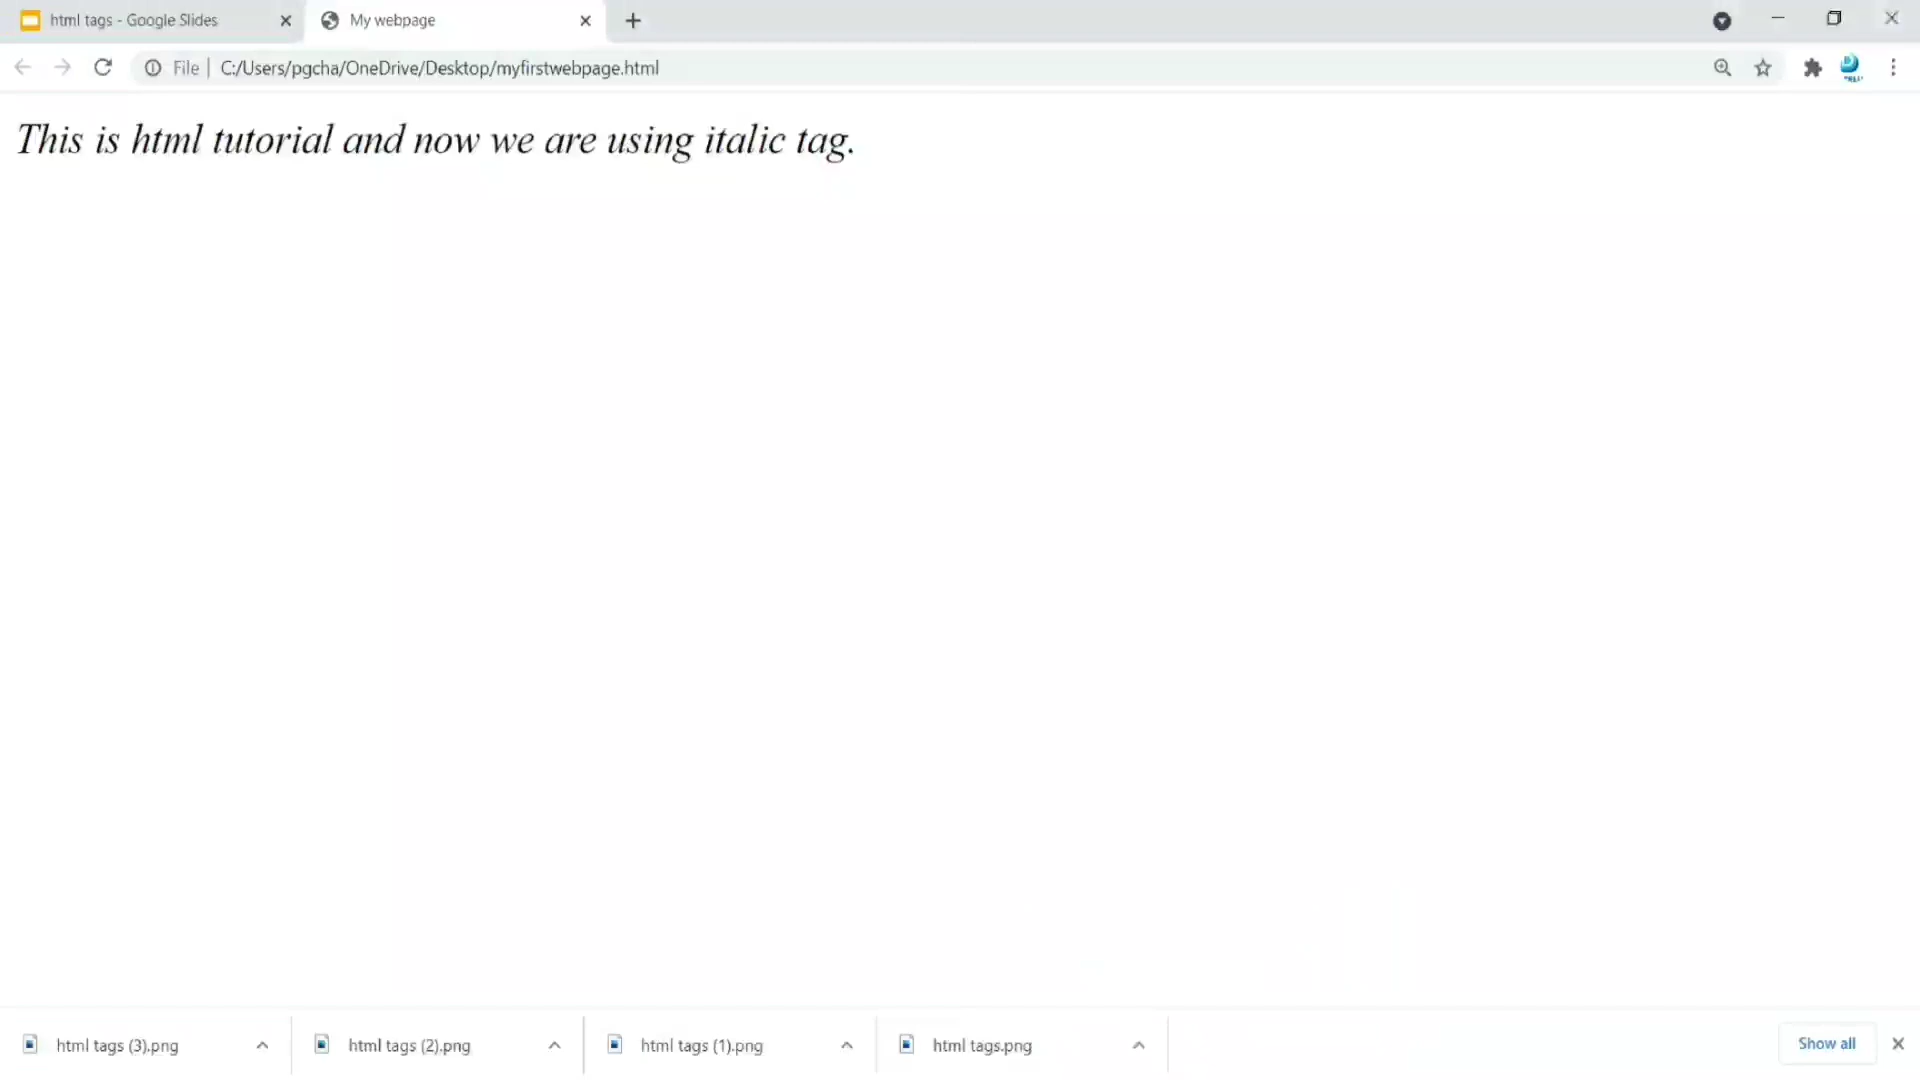 html tags - Google Slides
My webpage
File
C:/Users/pgcha/OneDrive/Desktop/myfirstwebpage.html
This is html tutorial and now we are using italic tag.
html tags (3).png
html tags (2).png
html tags (1).png
html tags.png
Show all